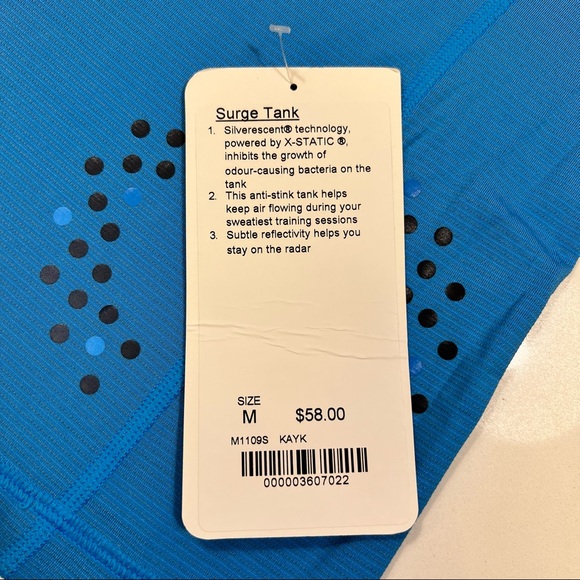 Surge Tank
1. Silverescent® technology,
powered by X-STATIC ®,
inhibits the growth of
odour-causing bacteria on the
tank
2. This anti-stink tank helps
keep air flowing during your
sweatiest training sessions
3. Subtle reflectivity helps you
stay on the radar
SIZE
M $58.00
M1109S KAYK
000003607022